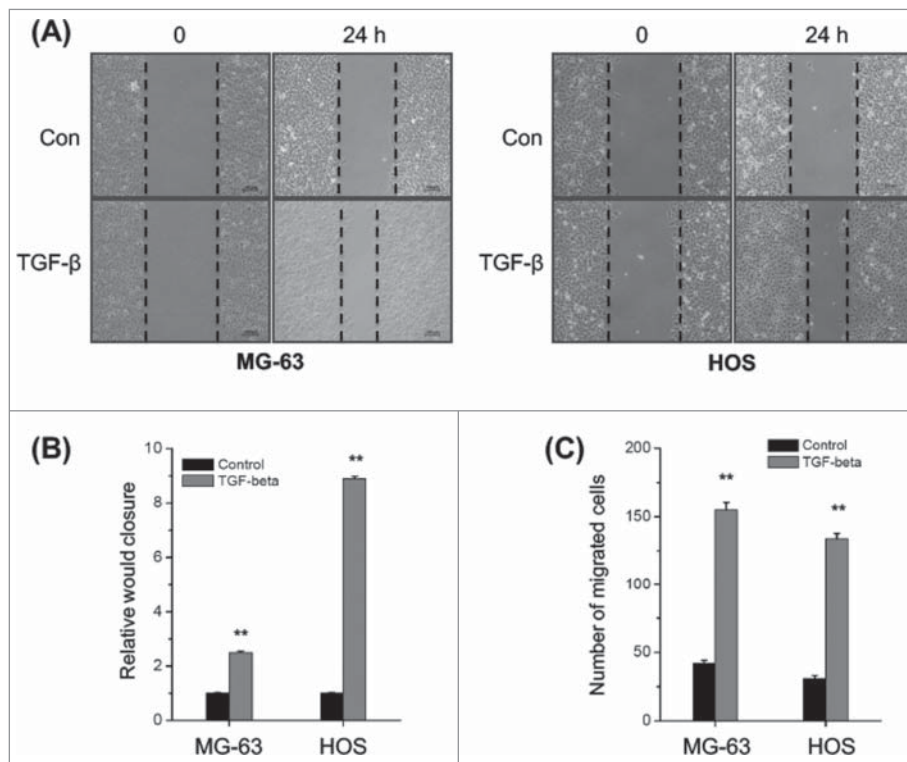 (A)
0 24 h 0 24 h
Con Con
TGF-β TGF-β
MG-63 HOS
(B)
Relative would closure
10
8
6
4
2
0
Control
TGF-beta
**
**
MG-63 HOS
(C)
Number of migrated cells
200
150
100
50
0
Control
TGF-beta
**
**
MG-63 HOS